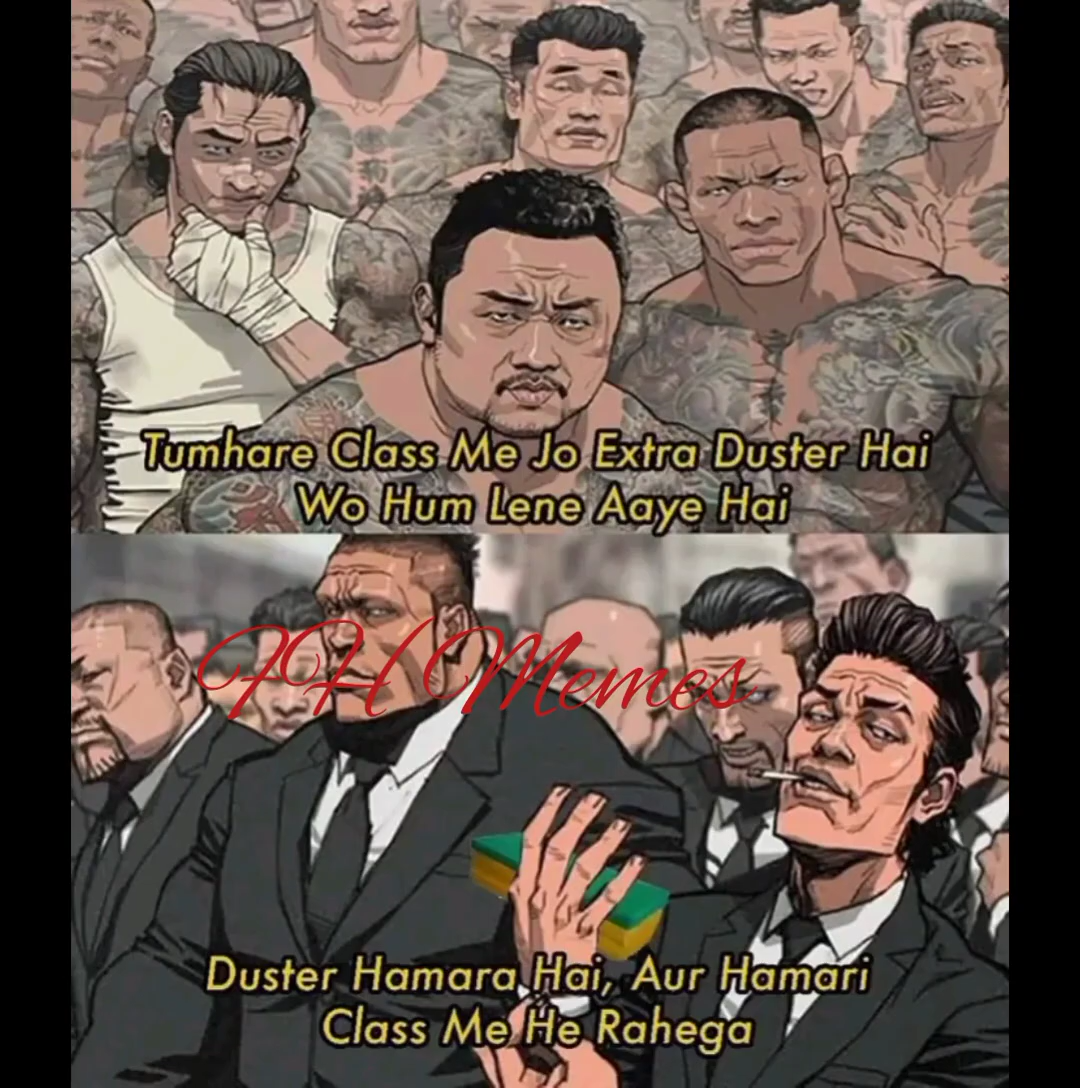 Tumhare Class Me Jo Extra Duster Hai
Wo Hum Lene Aaye Hai
PH Memes
Duster Hamara Hai, Aur Hamari
Class Me He Rahega